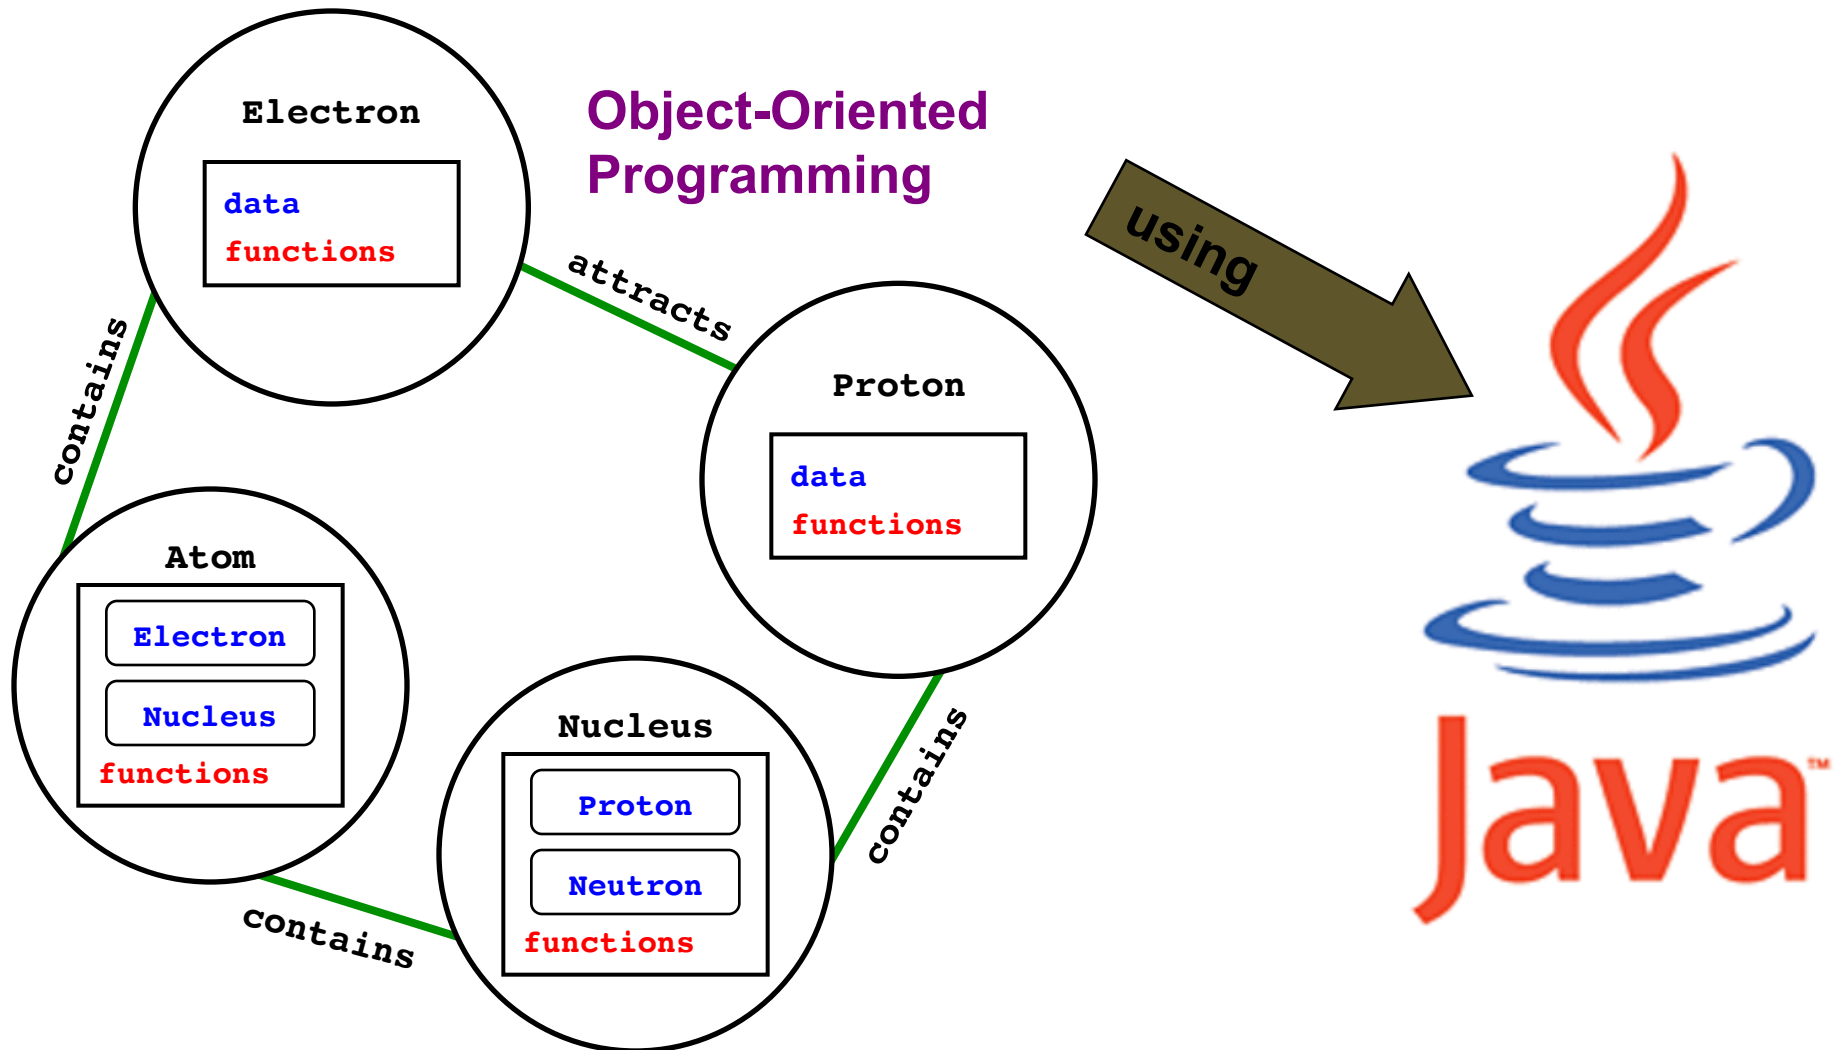 Electron
data
functions
Object-Oriented
Programming
using
attracts
contains
Proton
data
functions
Atom
Electron
Nucleus
functions
contains
Nucleus
Proton
Neutron
functions
contains
Java™